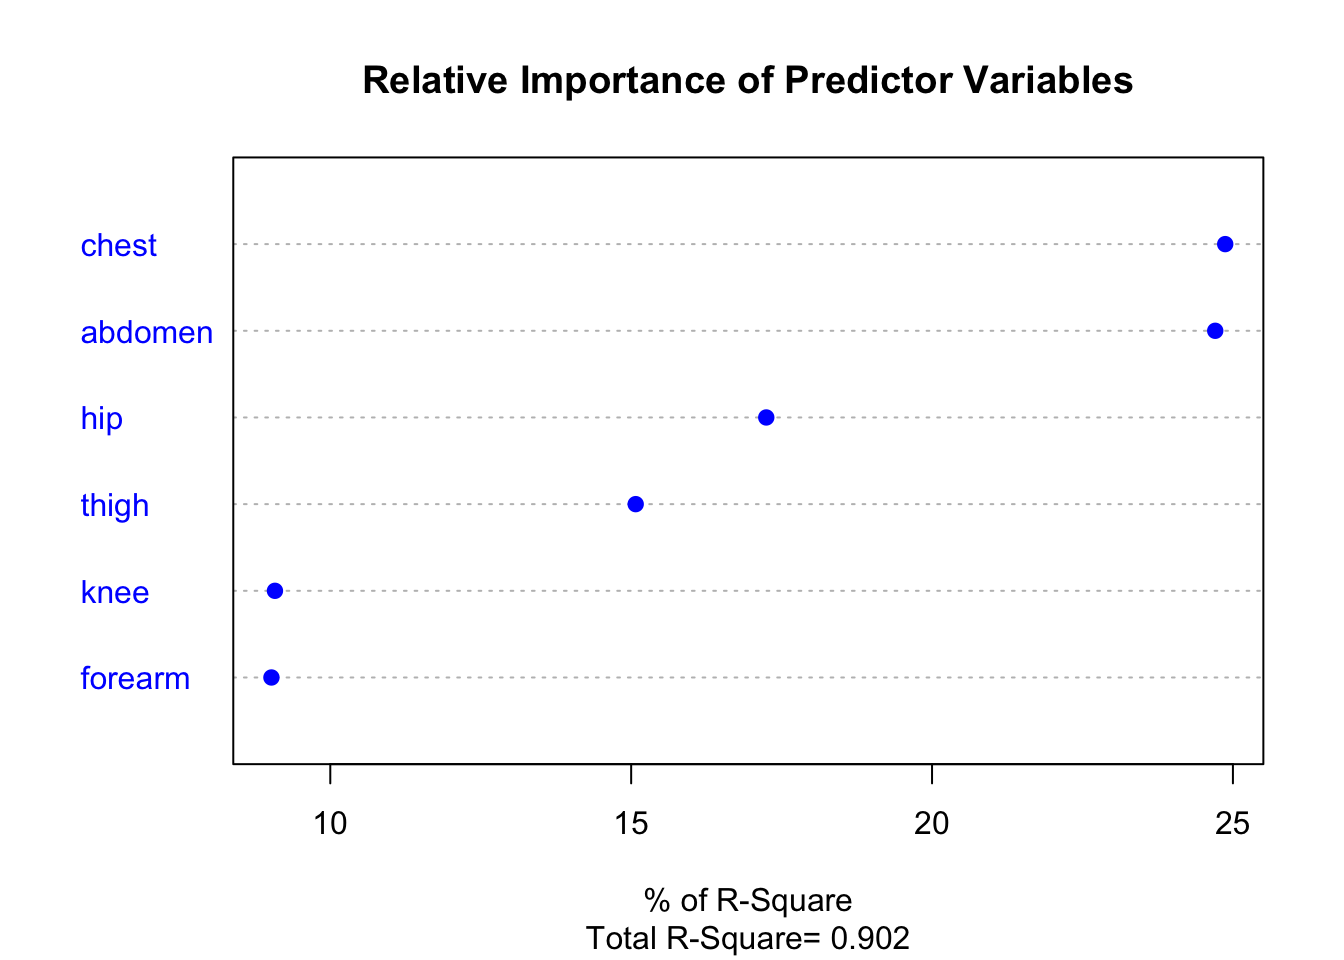 Relative Importance of Predictor Variables
chest
abdomen
hip
thigh
knee
forearm
10 15 20 25
% of R-Square
Total R-Square= 0.902